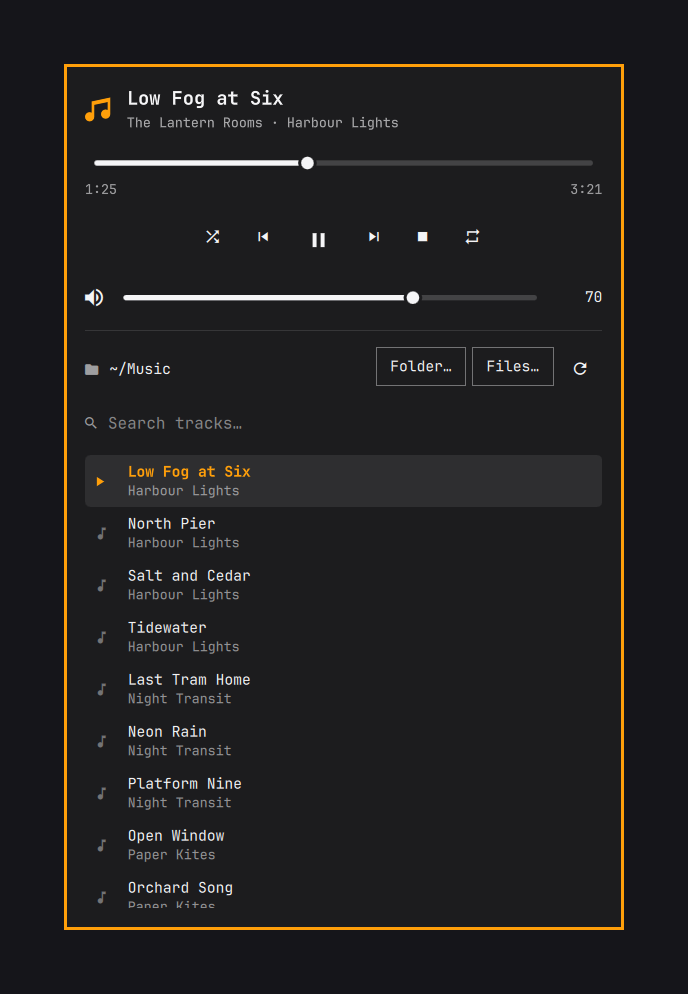 Low Fog at Six
The Lantern Rooms · Harbour Lights
1:25 3:21
70
~/Music Folder… Files…
Search tracks…
Low Fog at Six
Harbour Lights
North Pier
Harbour Lights
Salt and Cedar
Harbour Lights
Tidewater
Harbour Lights
Last Tram Home
Night Transit
Neon Rain
Night Transit
Platform Nine
Night Transit
Open Window
Paper Kites
Orchard Song
Paper Kites